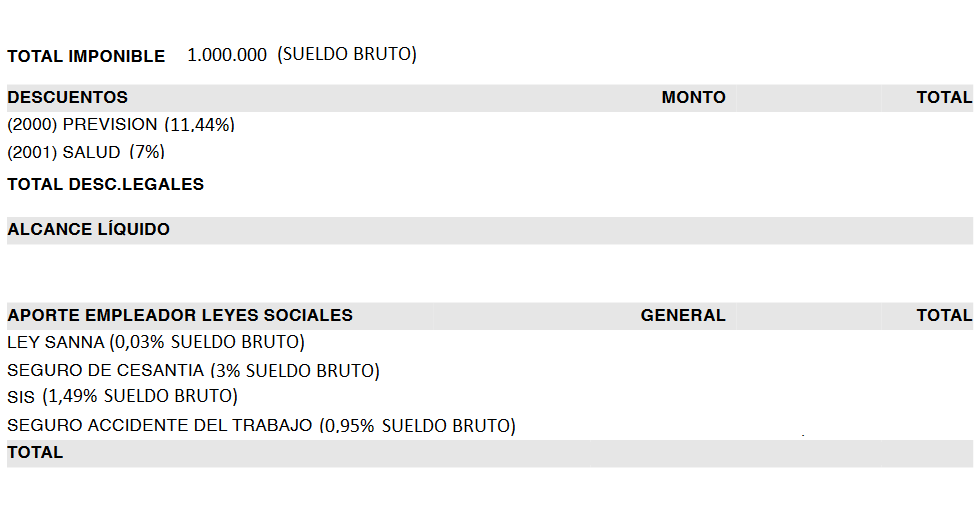 TOTAL IMPONIBLE 1.000.000 (SUELDO BRUTO)
DESCUENTOS MONTO TOTAL
(2000) PREVISION (11,44%)
(2001) SALUD (7%)
TOTAL DESC.LEGALES
ALCANCE LÍQUIDO
APORTE EMPLEADOR LEYES SOCIALES GENERAL TOTAL
LEY SANNA (0,03% SUELDO BRUTO)
SEGURO DE CESANTIA (3% SUELDO BRUTO)
SIS (1,49% SUELDO BRUTO)
SEGURO ACCIDENTE DEL TRABAJO (0,95% SUELDO BRUTO)
TOTAL